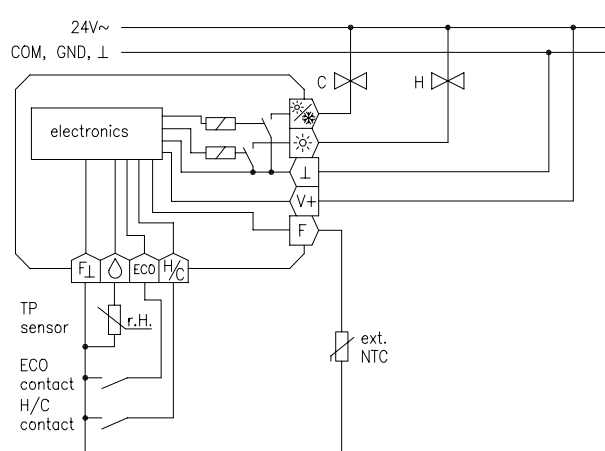 24V~
COM, GND, ⊥
C
H
electronics
⊥
V+
F
F⊥
ECO
H/C
TP
sensor
r.H.
ext.
NTC
ECO
contact
H/C
contact